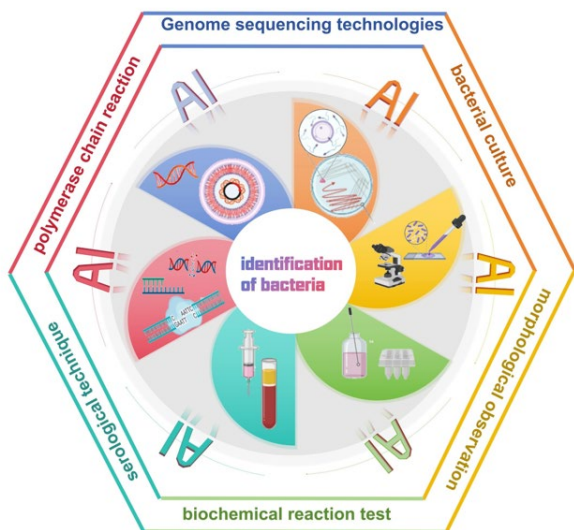 Genome sequencing technologies
polymerase chain reaction
bacterial culture
AI
AI
identification
of bacteria
AI
AI
serological technique
morphological observation
AI
AI
biochemical reaction test